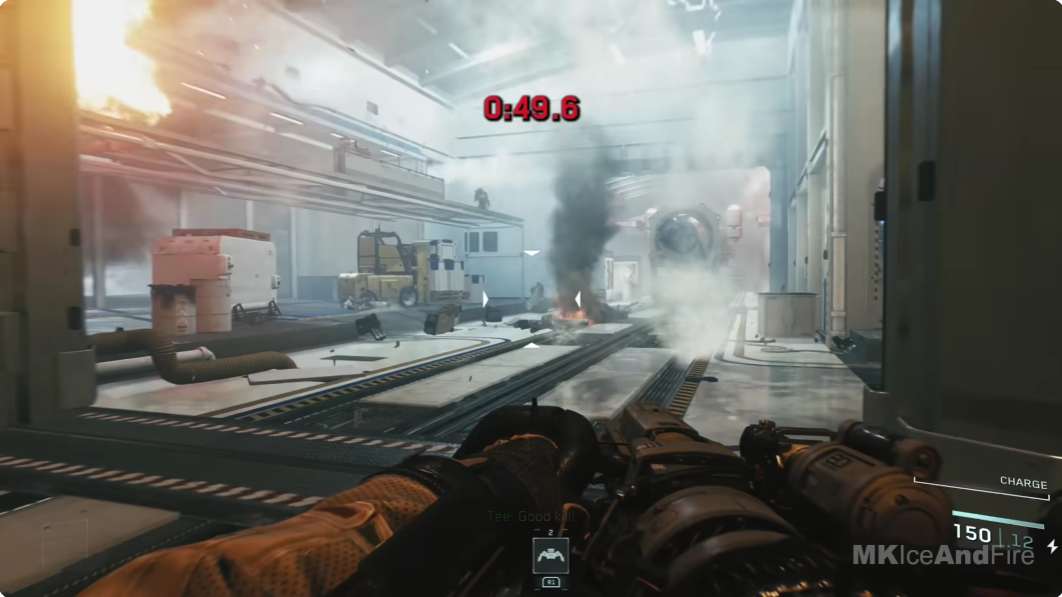 0:49.6
CHARGE
Tee: Good kill!
2
150 | 12
MKIceAndFire
R1